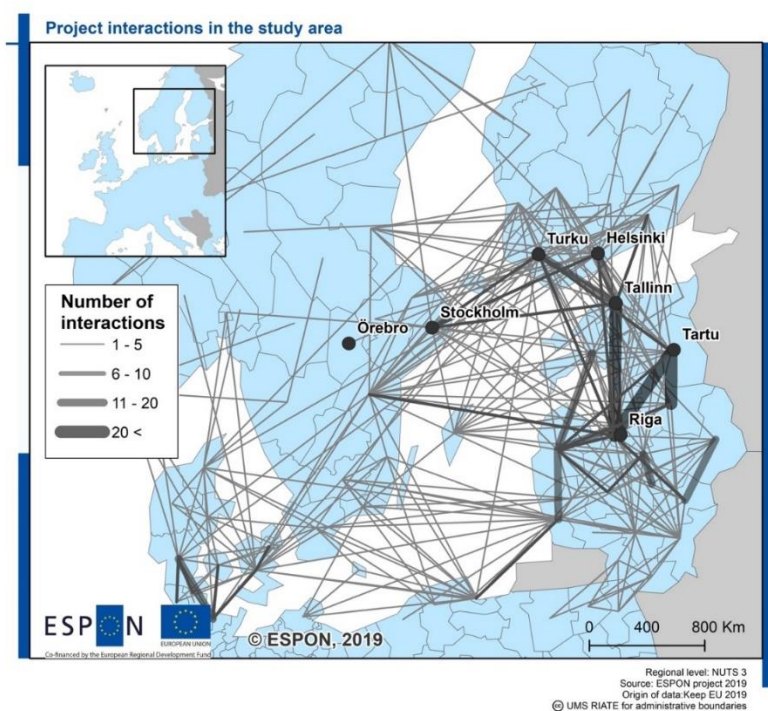 Project interactions in the study area
Turku
Helsinki
Tallinn
Number of
interactions
1 - 5
6 - 10
11 - 20
20 <
Örebro
Stockholm
Tartu
Riga
ESPON
EUROPEAN UNION
Co-financed by the European Regional Development Fund
© ESPON, 2019
0 400 800 Km
Regional level: NUTS 3
Source: ESPON project 2019
Origin of data:Keep EU 2019
UMS RIATE for administrative boundaries